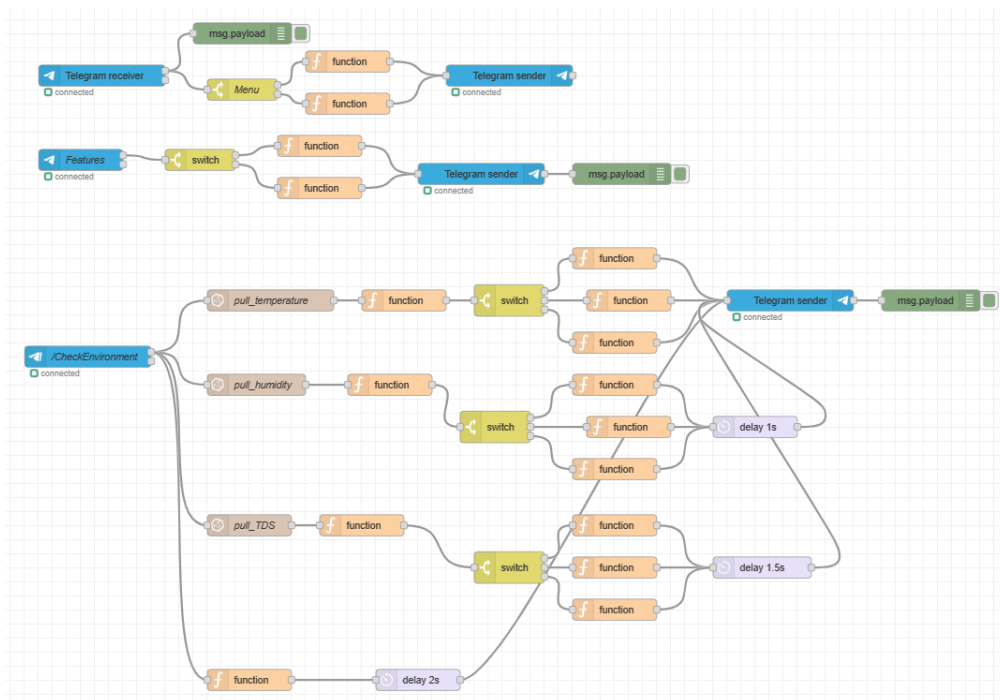 msg.payload
function
Telegram receiver
Telegram sender
connected
Menu
connected
function
function
Features
switch
connected
Telegram sender
msg.payload
function
connected
function
pull_temperature
function
switch
function
Telegram sender
msg.payload
connected
function
/CheckEnvironment
connected
pull_humidity
function
function
switch
function
delay 1s
function
pull_TDS
function
function
switch
function
delay 1.5s
function
function
delay 2s